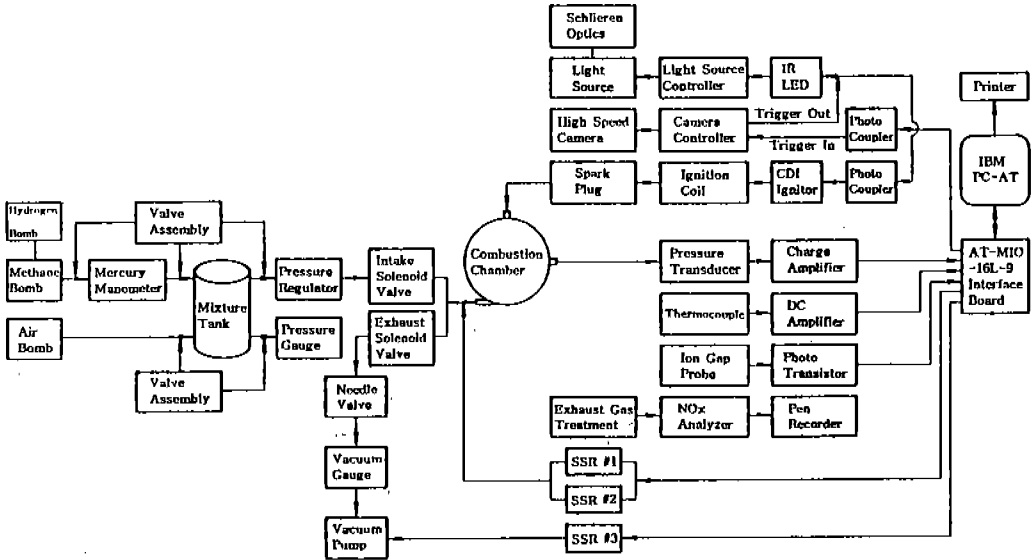 Schlieren
Optics
Light
Source
Light Source
Controller
IR
LED
Printer
Trigger Out
High Speed
Camera
Camera
Controller
Photo
Coupler
Trigger In
IBM
PC-AT
Spark
Plug
Ignition
Coil
CDI
Ignitor
Photo
Coupler
Hydrogen
Bomb
Valve
Assembly
Methane
Bomb
Mercury
Manometer
Mixture
Tank
Pressure
Regulator
Intake
Solenoid
Valve
Combustion
Chamber
Pressure
Transducer
Charge
Amplifier
AT-MIO
-16L-9
Interface
Board
Air
Bomb
Pressure
Gauge
Exhaust
Solenoid
Valve
Thermocouple
DC
Amplifier
Ion Gap
Probe
Photo
Transistor
Valve
Assembly
Needle
Valve
Exhaust Gas
Treatment
NOx
Analyzer
Pen
Recorder
Vacuum
Gauge
SSR #1
SSR #2
Vacuum
Pump
SSR #3